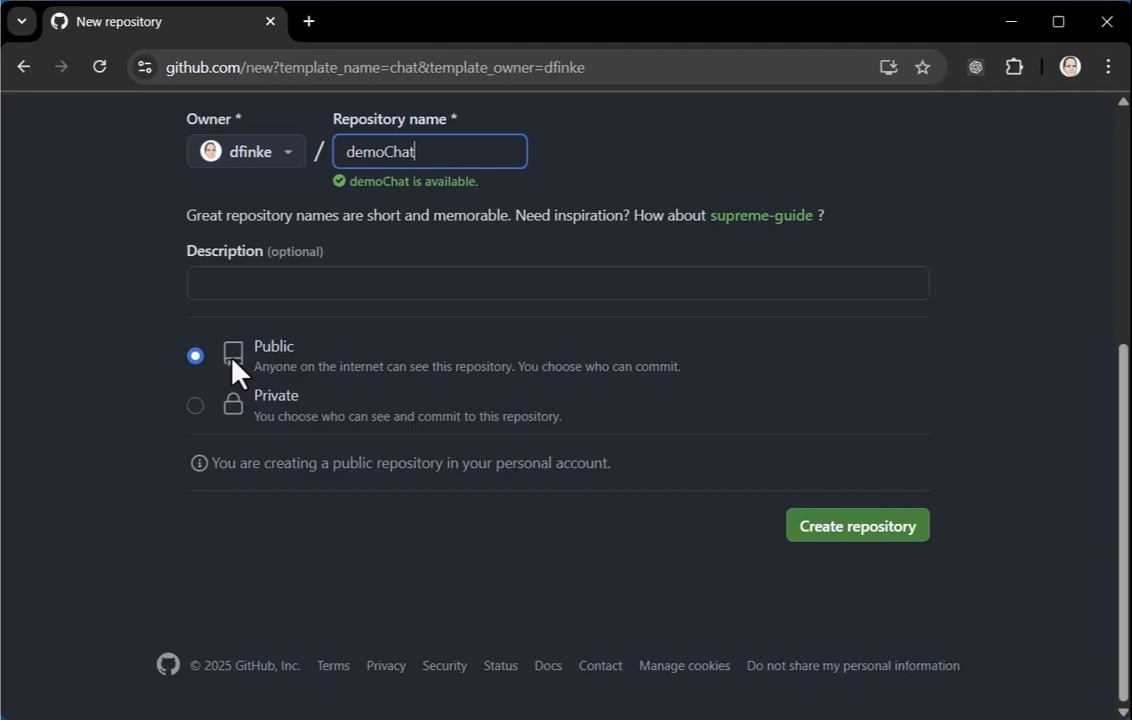 New repository
github.com/new?template_name=chat&template_owner=dfinke
Owner * Repository name *
dfinke / demoChat
demoChat is available.
Great repository names are short and memorable. Need inspiration? How about supreme-guide ?
Description (optional)
Public
Anyone on the internet can see this repository. You choose who can commit.
Private
You choose who can see and commit to this repository.
You are creating a public repository in your personal account.
Create repository
© 2025 GitHub, Inc. Terms Privacy Security Status Docs Contact Manage cookies Do not share my personal information